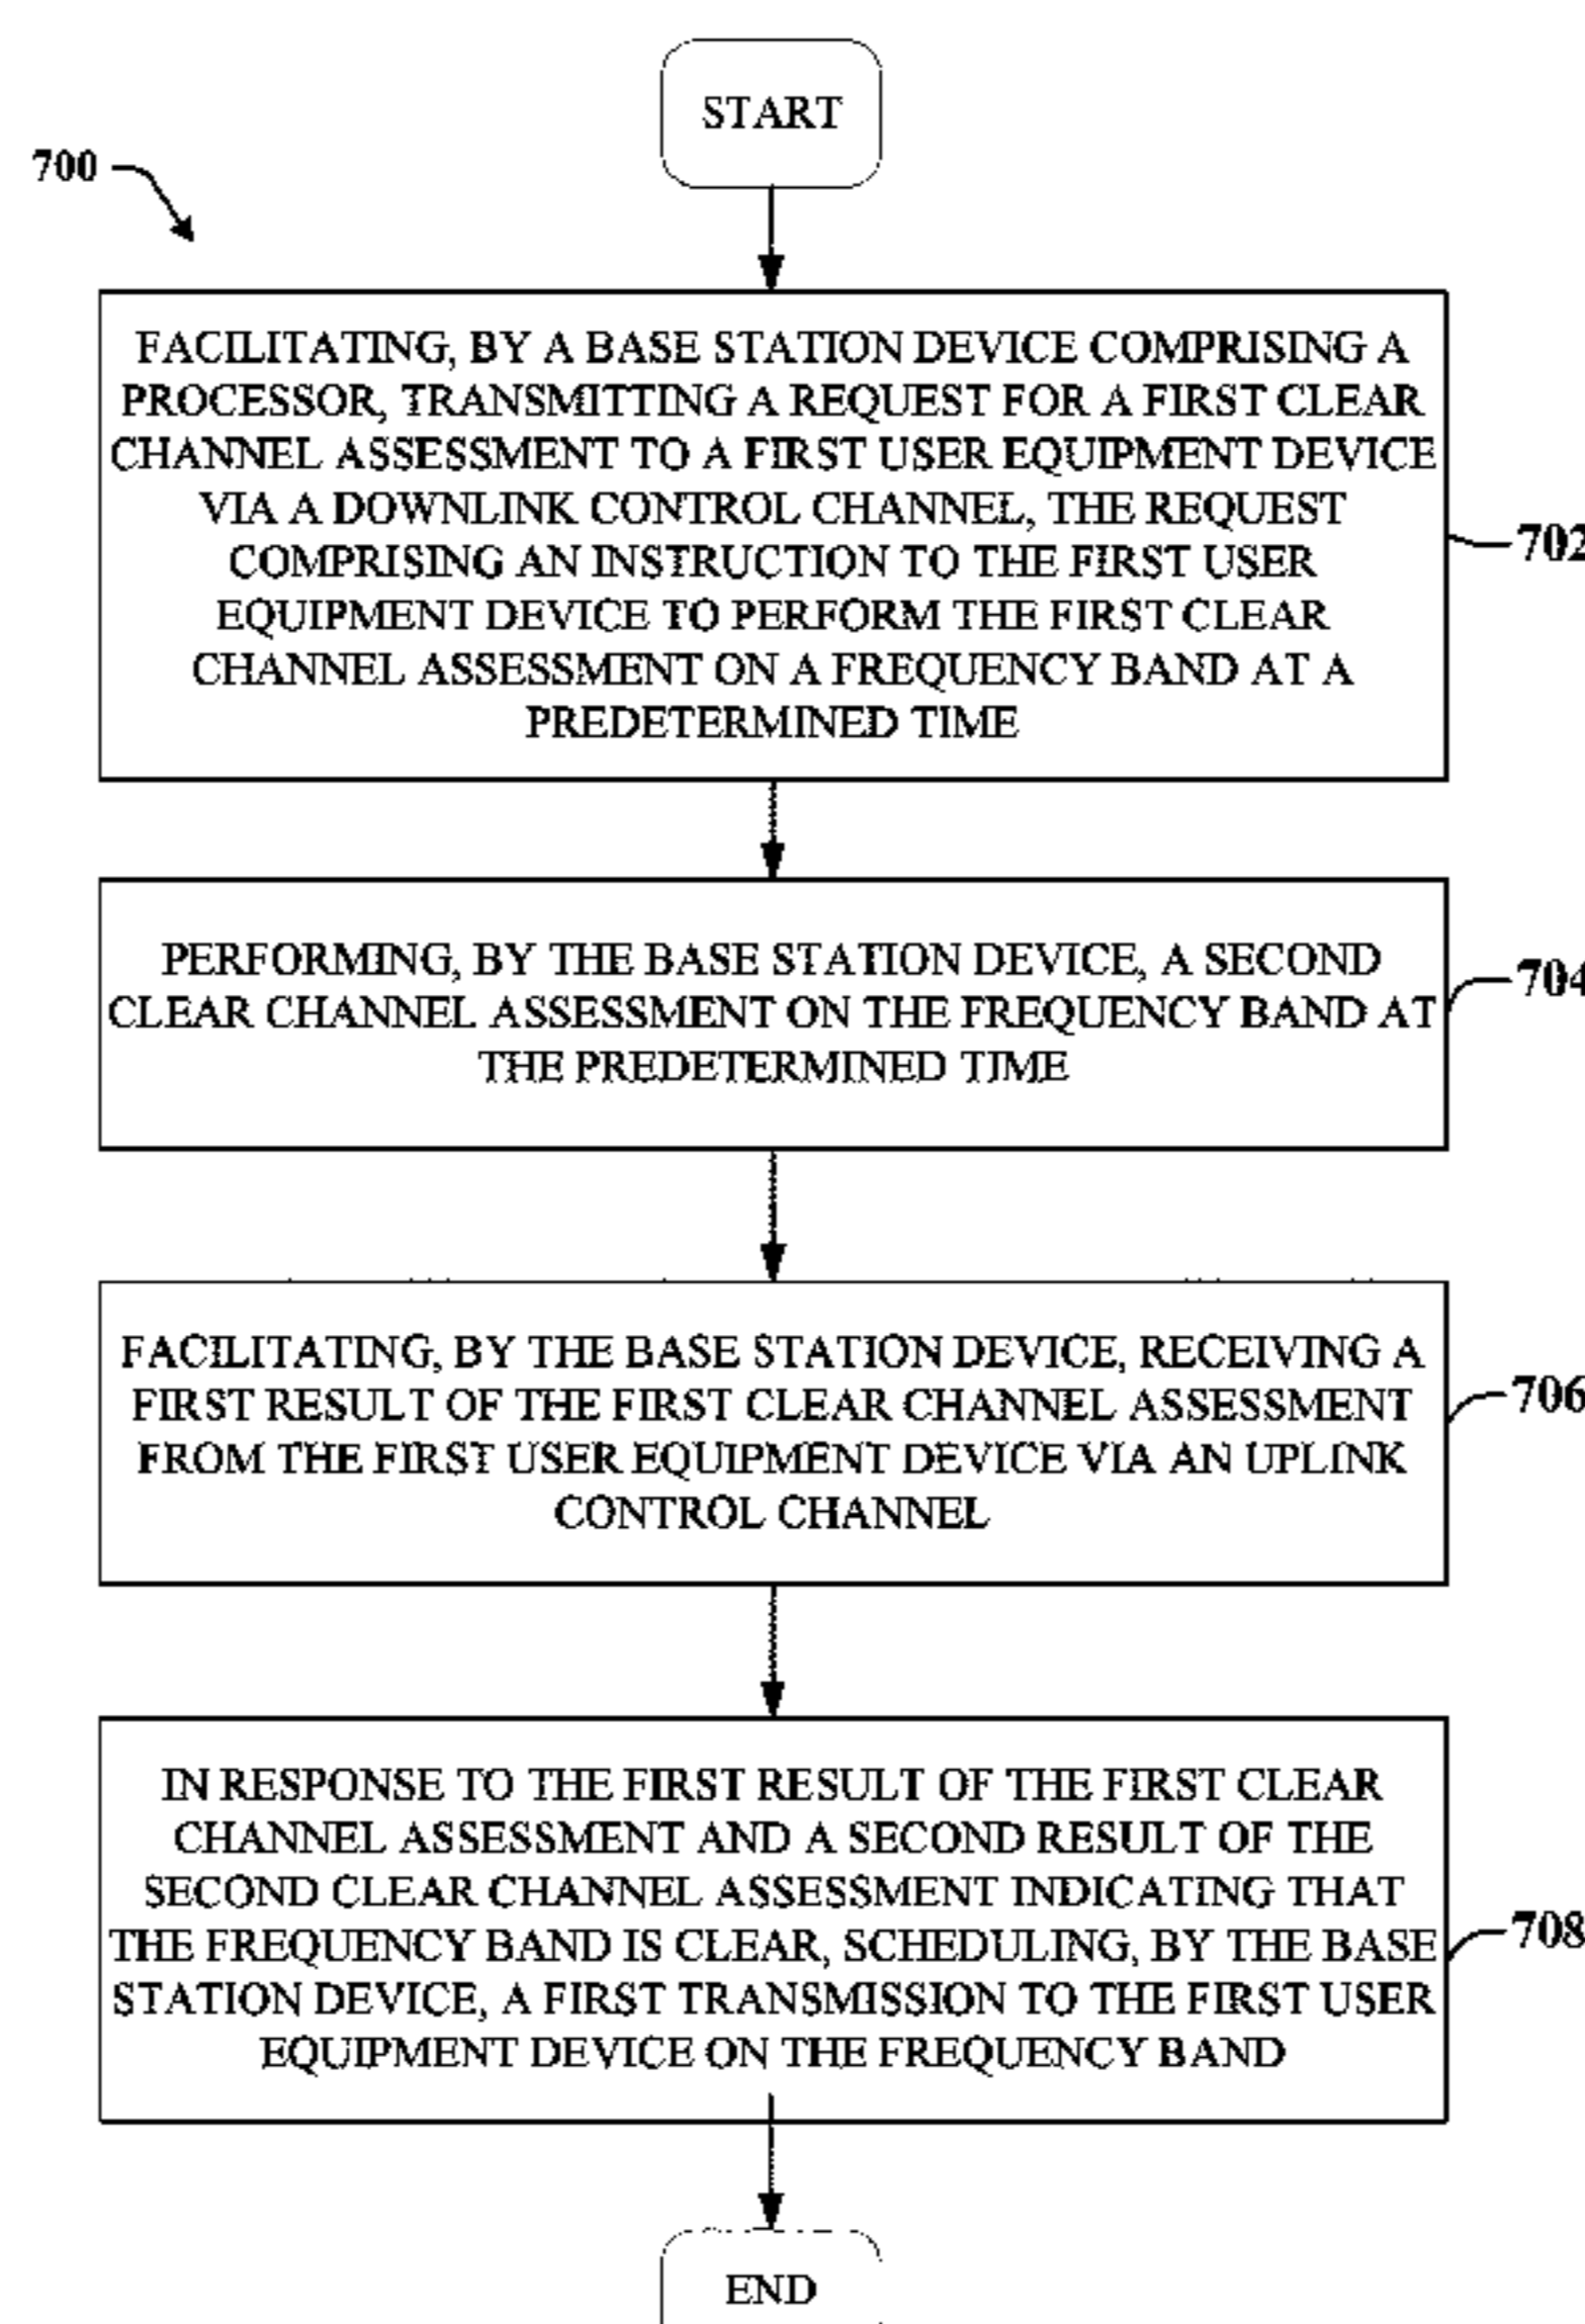 START
700
FACILITATING, BY A BASE STATION DEVICE COMPRISING A
PROCESSOR, TRANSMITTING A REQUEST FOR A FIRST CLEAR
CHANNEL ASSESSMENT TO A FIRST USER EQUIPMENT DEVICE
VIA A DOWNLINK CONTROL CHANNEL, THE REQUEST
COMPRISING AN INSTRUCTION TO THE FIRST USER
EQUIPMENT DEVICE TO PERFORM THE FIRST CLEAR
CHANNEL ASSESSMENT ON A FREQUENCY BAND AT A
PREDETERMINED TIME
702
PERFORMING, BY THE BASE STATION DEVICE, A SECOND
CLEAR CHANNEL ASSESSMENT ON THE FREQUENCY BAND AT
THE PREDETERMINED TIME
704
FACILITATING, BY THE BASE STATION DEVICE, RECEIVING A
FIRST RESULT OF THE FIRST CLEAR CHANNEL ASSESSMENT
FROM THE FIRST USER EQUIPMENT DEVICE VIA AN UPLINK
CONTROL CHANNEL
706
IN RESPONSE TO THE FIRST RESULT OF THE FIRST CLEAR
CHANNEL ASSESSMENT AND A SECOND RESULT OF THE
SECOND CLEAR CHANNEL ASSESSMENT INDICATING THAT
THE FREQUENCY BAND IS CLEAR, SCHEDULING, BY THE BASE
STATION DEVICE, A FIRST TRANSMISSION TO THE FIRST USER
EQUIPMENT DEVICE ON THE FREQUENCY BAND
708
END